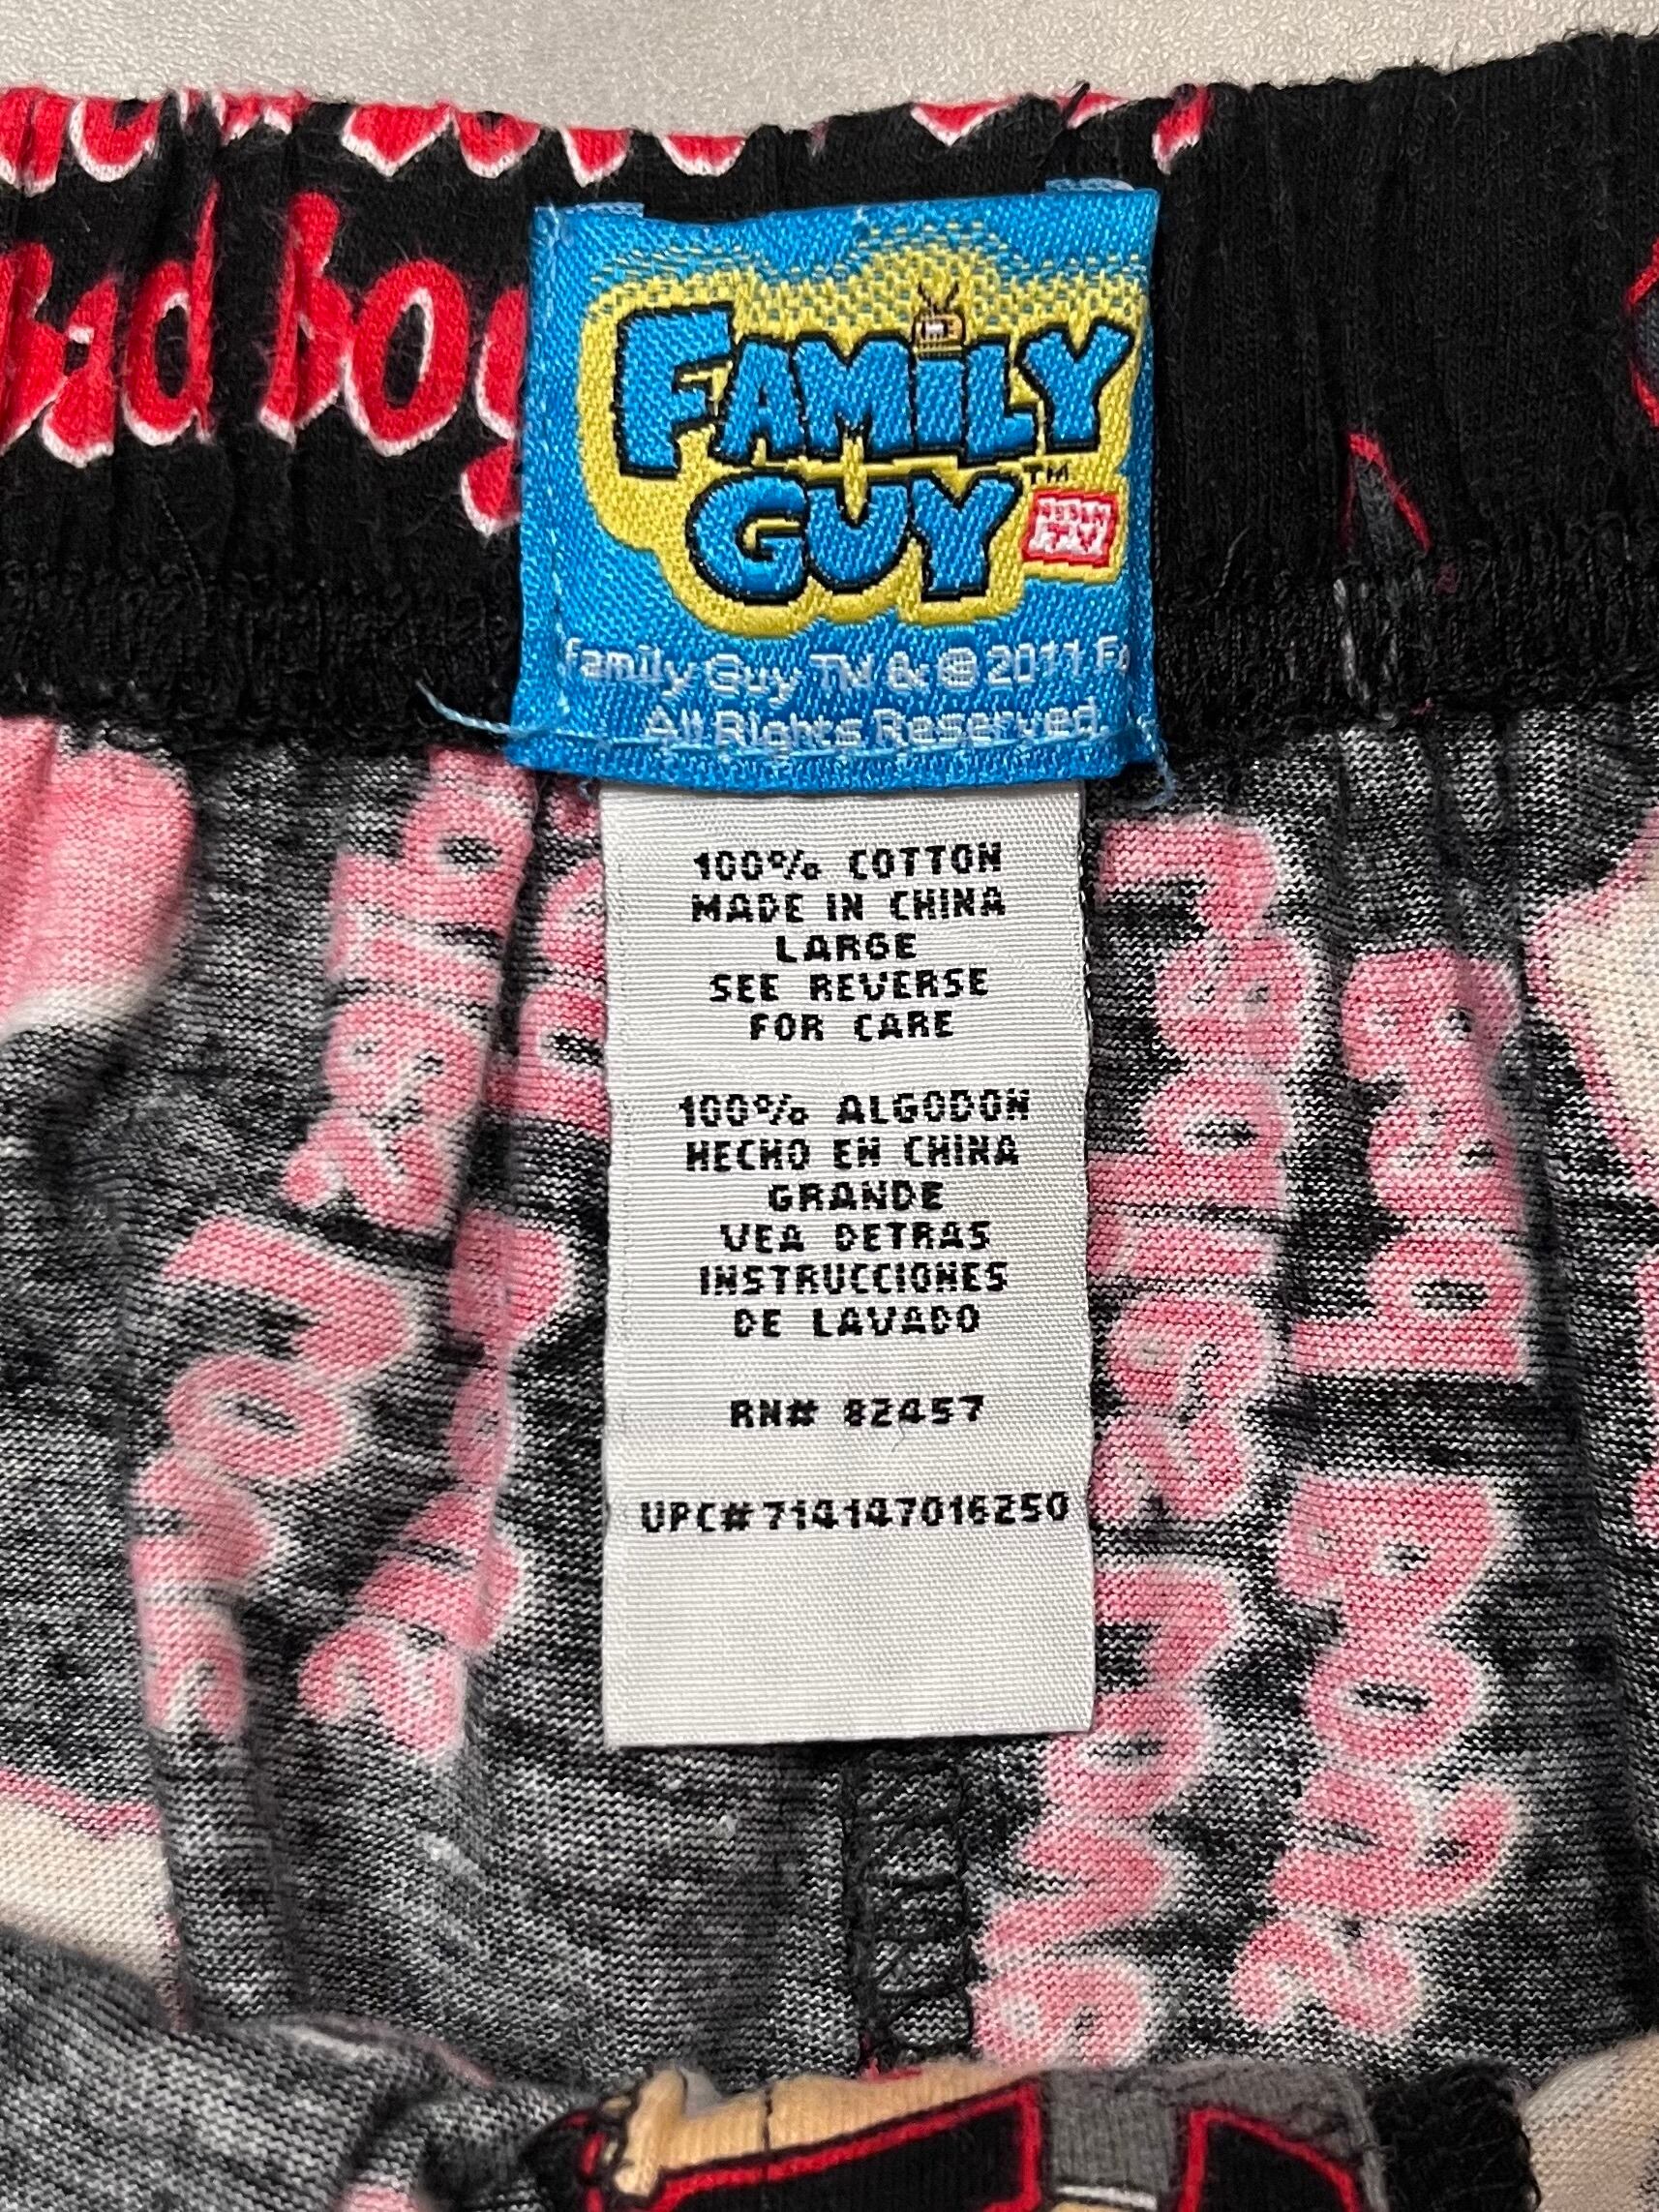 bad boy
FAMILY
GUY™
Family Guy TM & © 2011 Fo
All Rights Reserved.
100% COTTON
MADE IN CHINA
LARGE
SEE REVERSE
FOR CARE
100% ALGODON
HECHO EN CHINA
GRANDE
VEA DETRAS
INSTRUCCIONES
DE LAVADO
RN# 82457
UPC# 714147016250